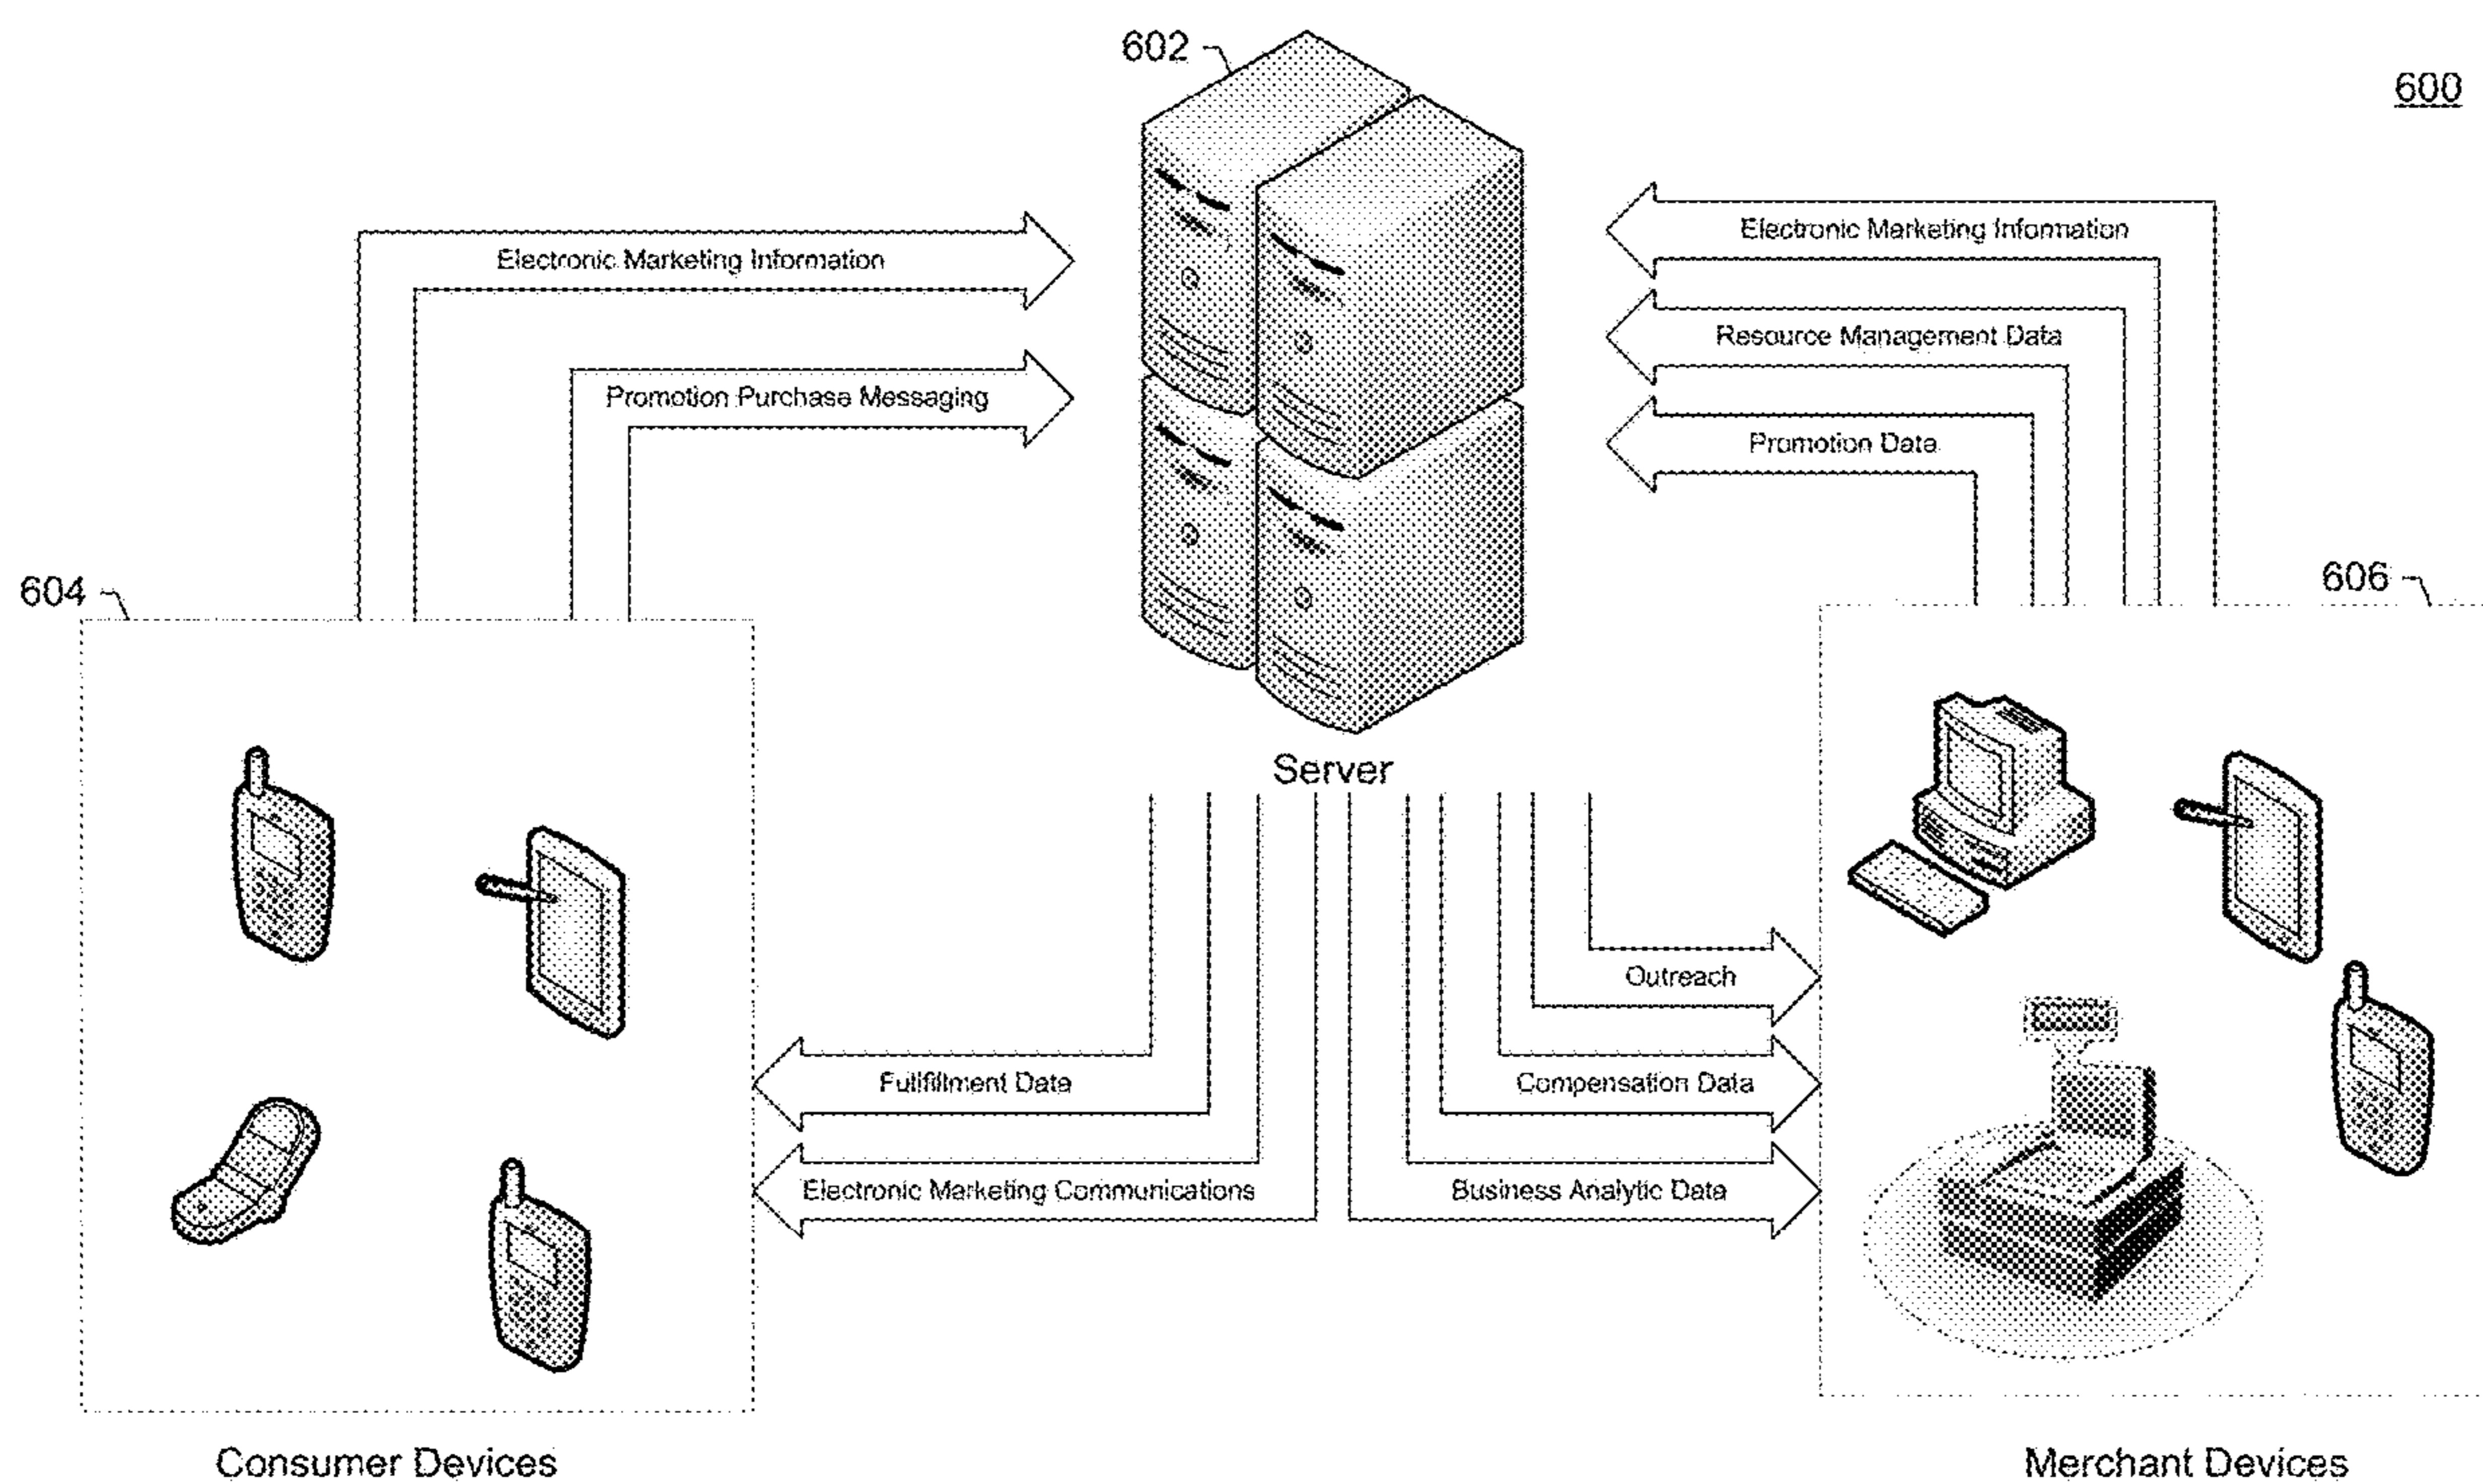 602
600
Electronic Marketing Information
Electronic Marketing Information
Resource Management Data
Promotion Purchase Messaging
Promotion Data
604
606
Server
Outreach
Fullfillment Data
Compensation Data
Electronic Marketing Communications
Business Analytic Data
Consumer Devices
Merchant Devices